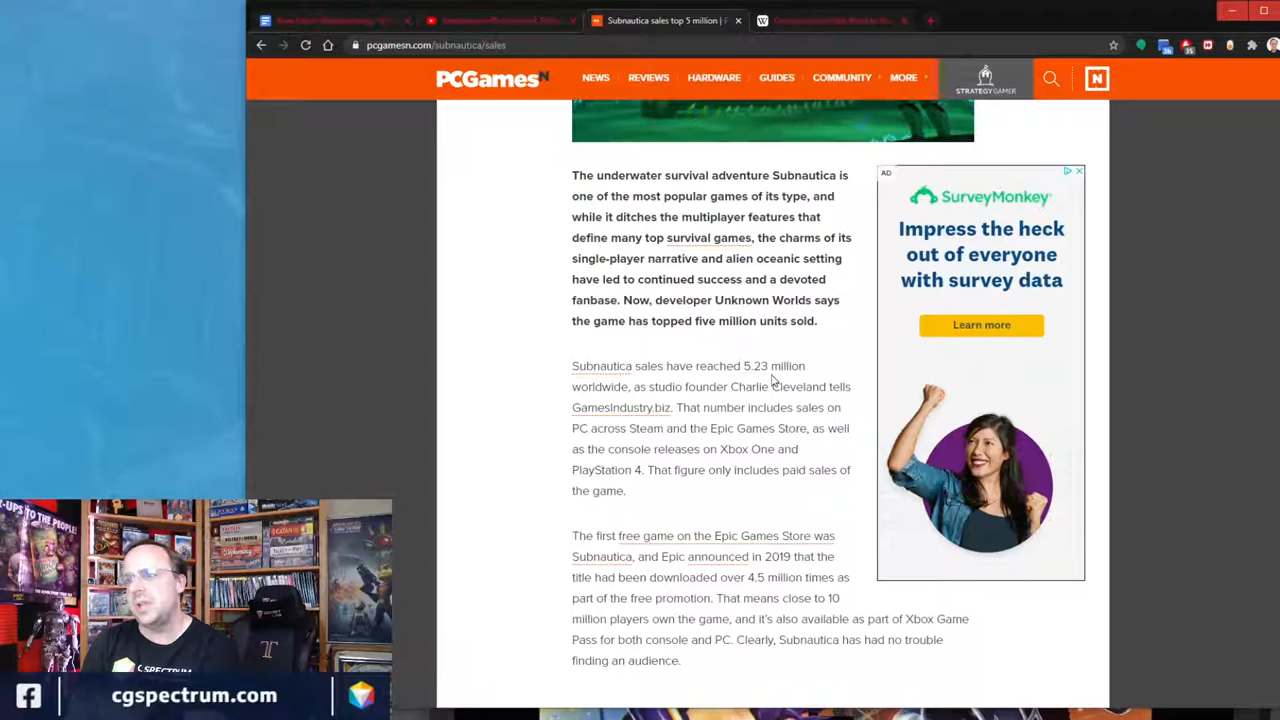 Subnautica sales top 5 million | P
pcgamesn.com/subnautica/sales
PCGamesN
NEWS
REVIEWS
HARDWARE
GUIDES
COMMUNITY
MORE
STRATEGYGAMER
N
The underwater survival adventure Subnautica is
one of the most popular games of its type, and
while it ditches the multiplayer features that
define many top survival games, the charms of its
single-player narrative and alien oceanic setting
have led to continued success and a devoted
fanbase. Now, developer Unknown Worlds says
the game has topped five million units sold.
Subnautica sales have reached 5.23 million
worldwide, as studio founder Charlie Cleveland tells
GamesIndustry.biz. That number includes sales on
PC across Steam and the Epic Games Store, as well
as the console releases on Xbox One and
PlayStation 4. That figure only includes paid sales of
the game.
The first free game on the Epic Games Store was
Subnautica, and Epic announced in 2019 that the
title had been downloaded over 4.5 million times as
part of the free promotion. That means close to 10
million players own the game, and it's also available as part of Xbox Game
Pass for both console and PC. Clearly, Subnautica has had no trouble
finding an audience.
AD
SurveyMonkey
Impress the heck
out of everyone
with survey data
Learn more
R-UPS TO THE PEOPLE!
CATAN
SPECTRUM
T
cgspectrum.com